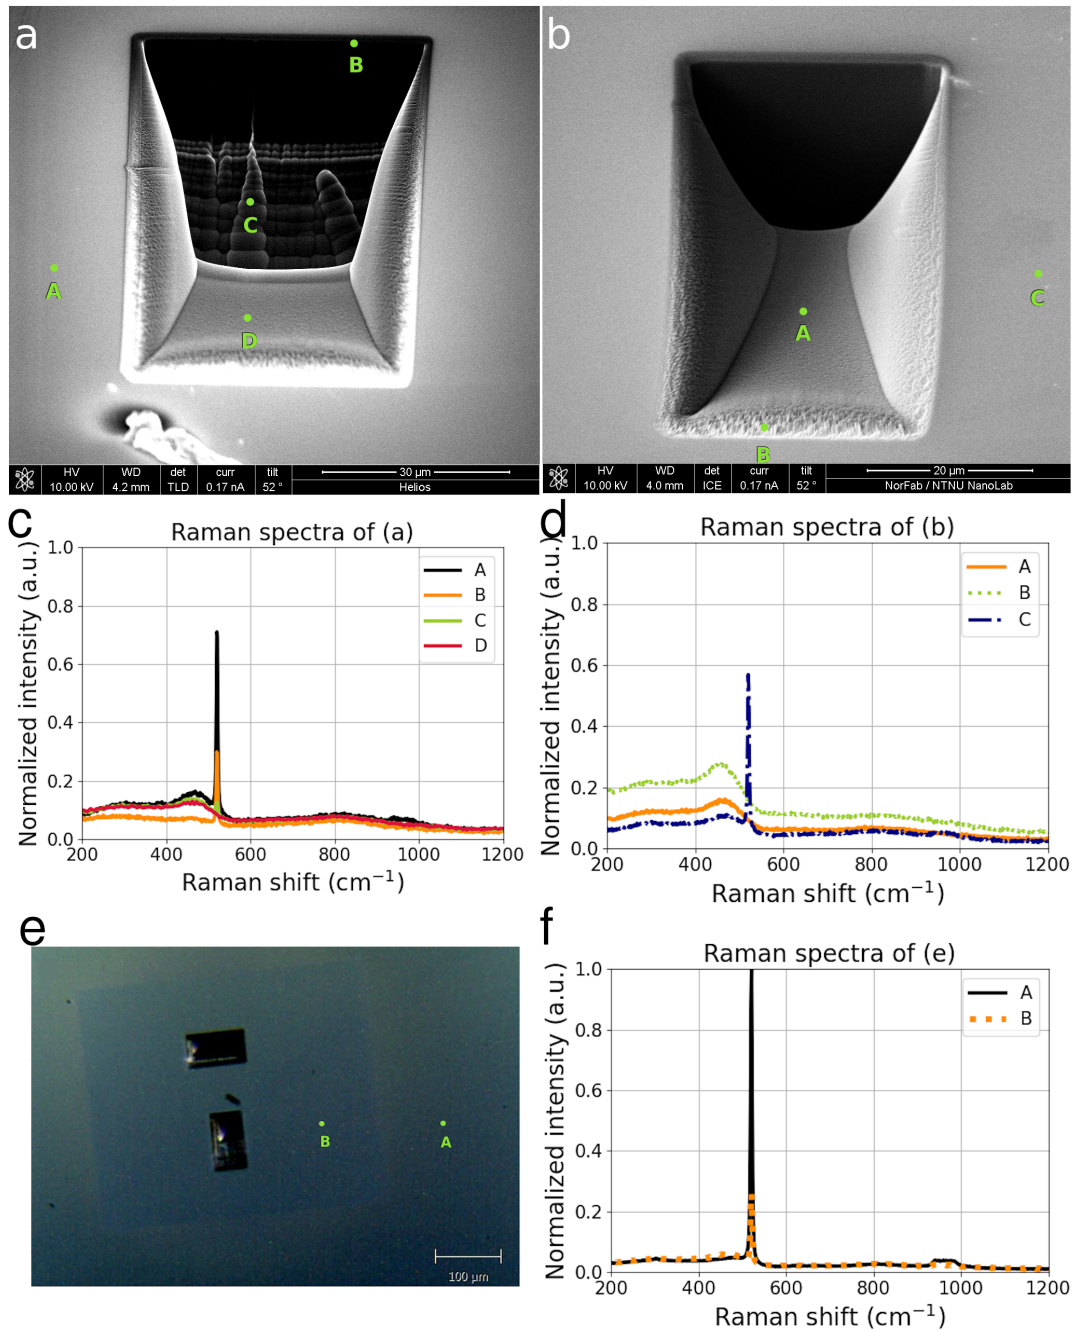 a
B
C
A
D
HV WD det curr tilt 30 µm
10.00 kV 4.2 mm TLD 0.17 nA 52 ° Helios
b
C
A
B
HV WD det curr tilt 20 µm
10.00 kV 4.0 mm ICE 0.17 nA 52 ° NorFab / NTNU NanoLab
c
Raman spectra of (a)
Normalized intensity (a.u.)
1.0
0.8
0.6
0.4
0.2
0.0
200 400 600 800 1000 1200
Raman shift (cm⁻¹)
A
B
C
D
d
Raman spectra of (b)
Normalized intensity (a.u.)
1.0
0.8
0.6
0.4
0.2
0.0
200 400 600 800 1000 1200
Raman shift (cm⁻¹)
A
B
C
e
B A
100 µm
f
Raman spectra of (e)
Normalized intensity (a.u.)
1.0
0.8
0.6
0.4
0.2
0.0
200 400 600 800 1000 1200
Raman shift (cm⁻¹)
A
B